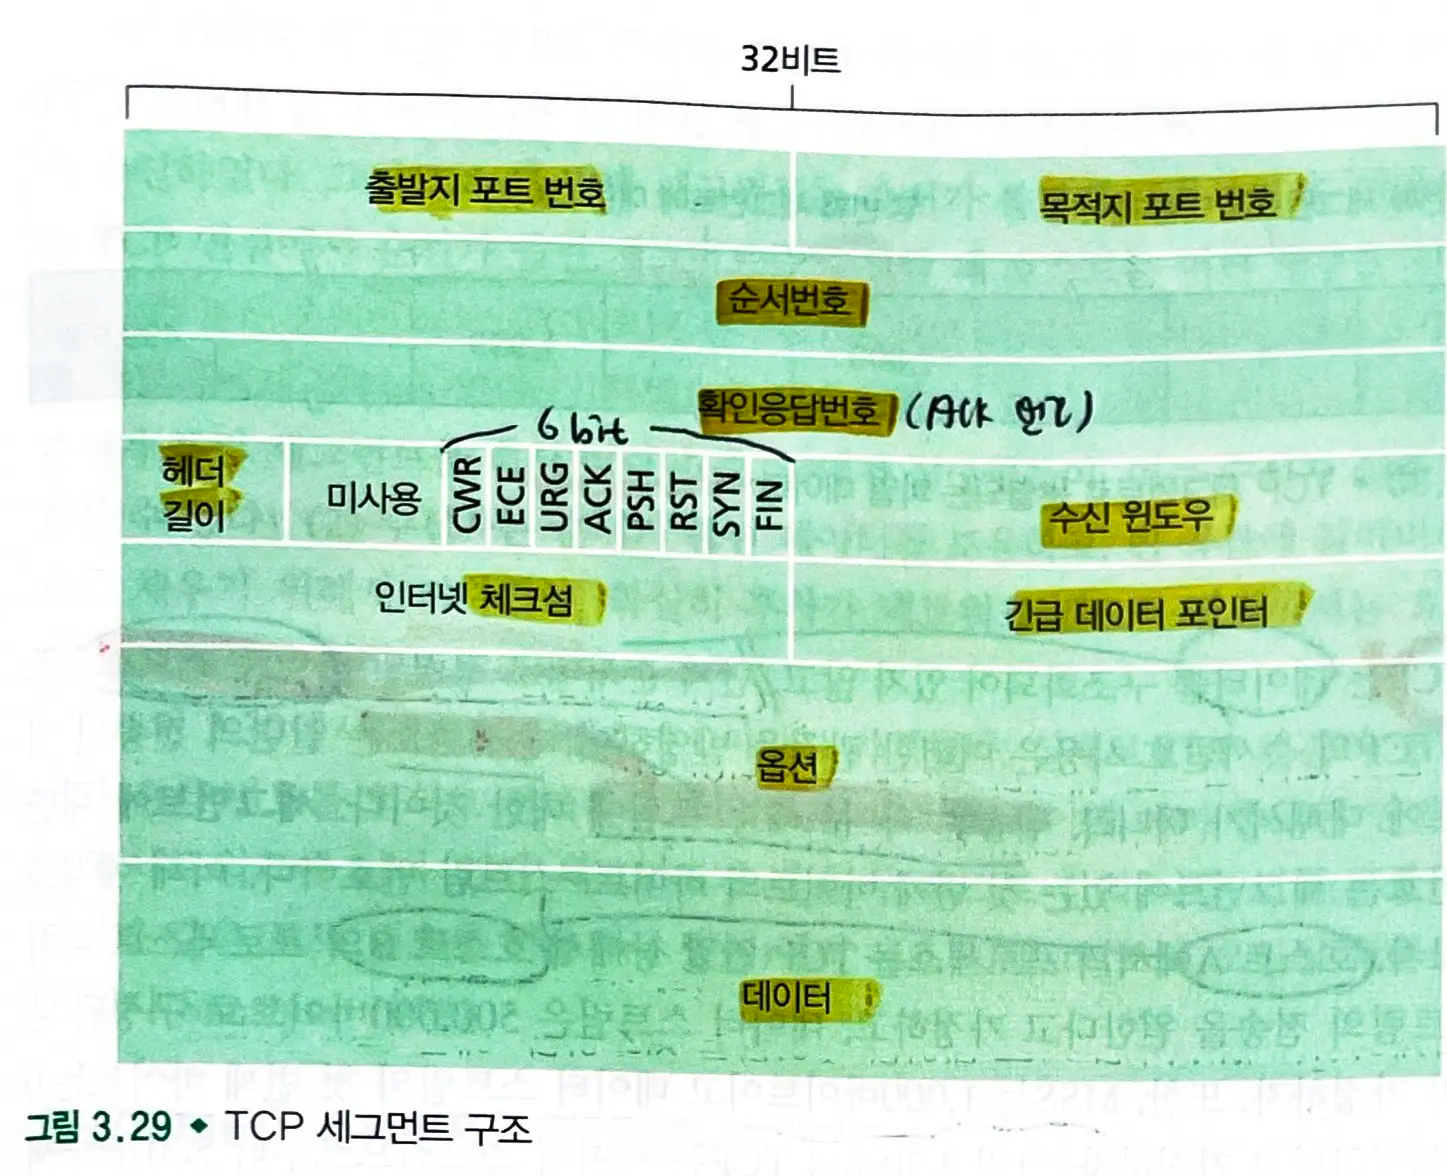 32비트
출발지 포트 번호
목적지 포트 번호
순서번호
확인응답번호 (ACK 번호)
6 bit
헤더
길이
미사용
CWR
ECE
URG
ACK
PSH
RST
SYN
FIN
수신 윈도우
인터넷 체크섬
긴급 데이터 포인터
옵션
데이터
그림 3.29 ◆ TCP 세그먼트 구조